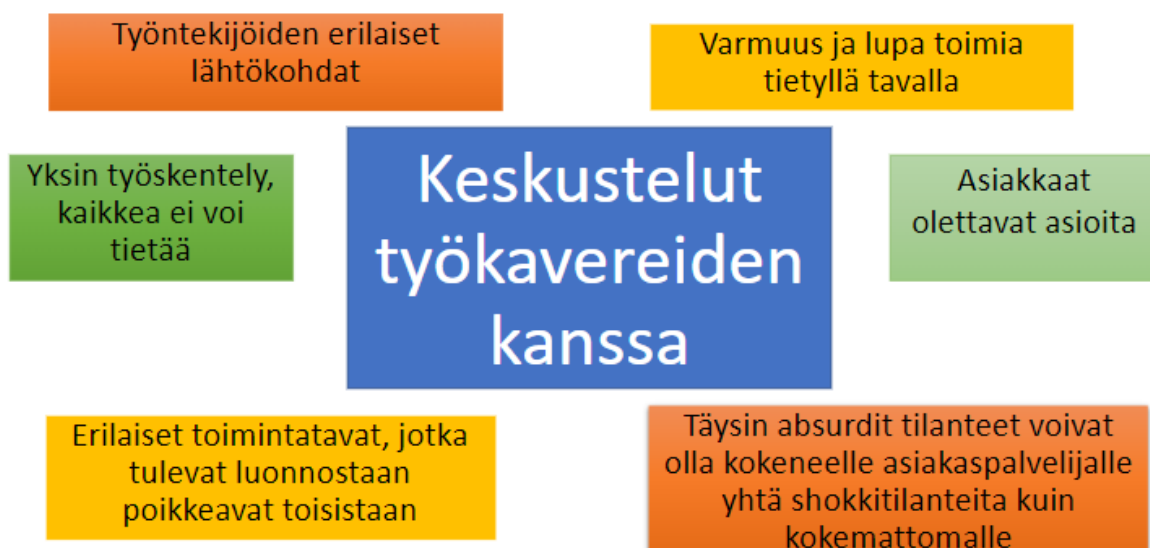 Työntekijöiden erilaiset
lähtökohdat
Varmuus ja lupa toimia
tietyllä tavalla
Yksin työskentely,
kaikkea ei voi
tietää
Keskustelut
työkavereiden
kanssa
Asiakkaat
olettavat asioita
Erilaiset toimintatavat, jotka
tulevat luonnostaan
poikkeavat toisistaan
Täysin absurdit tilanteet voivat
olla kokeneelle asiakaspalvelijalle
yhtä shokkitilanteita kuin
kokemattomalle